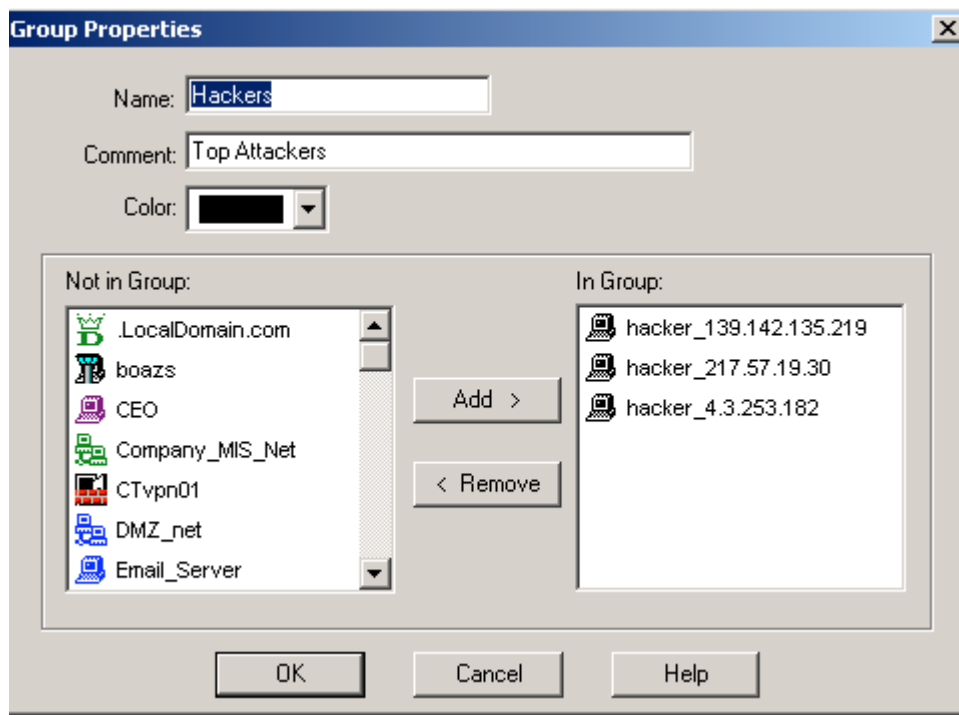 Group Properties
Name: Hackers
Comment: Top Attackers
Color:
Not in Group:
.LocalDomain.com
boazs
CEO
Company_MIS_Net
CTvpn01
DMZ_net
Email_Server
Add >
< Remove
In Group:
hacker_139.142.135.219
hacker_217.57.19.30
hacker_4.3.253.182
OK
Cancel
Help